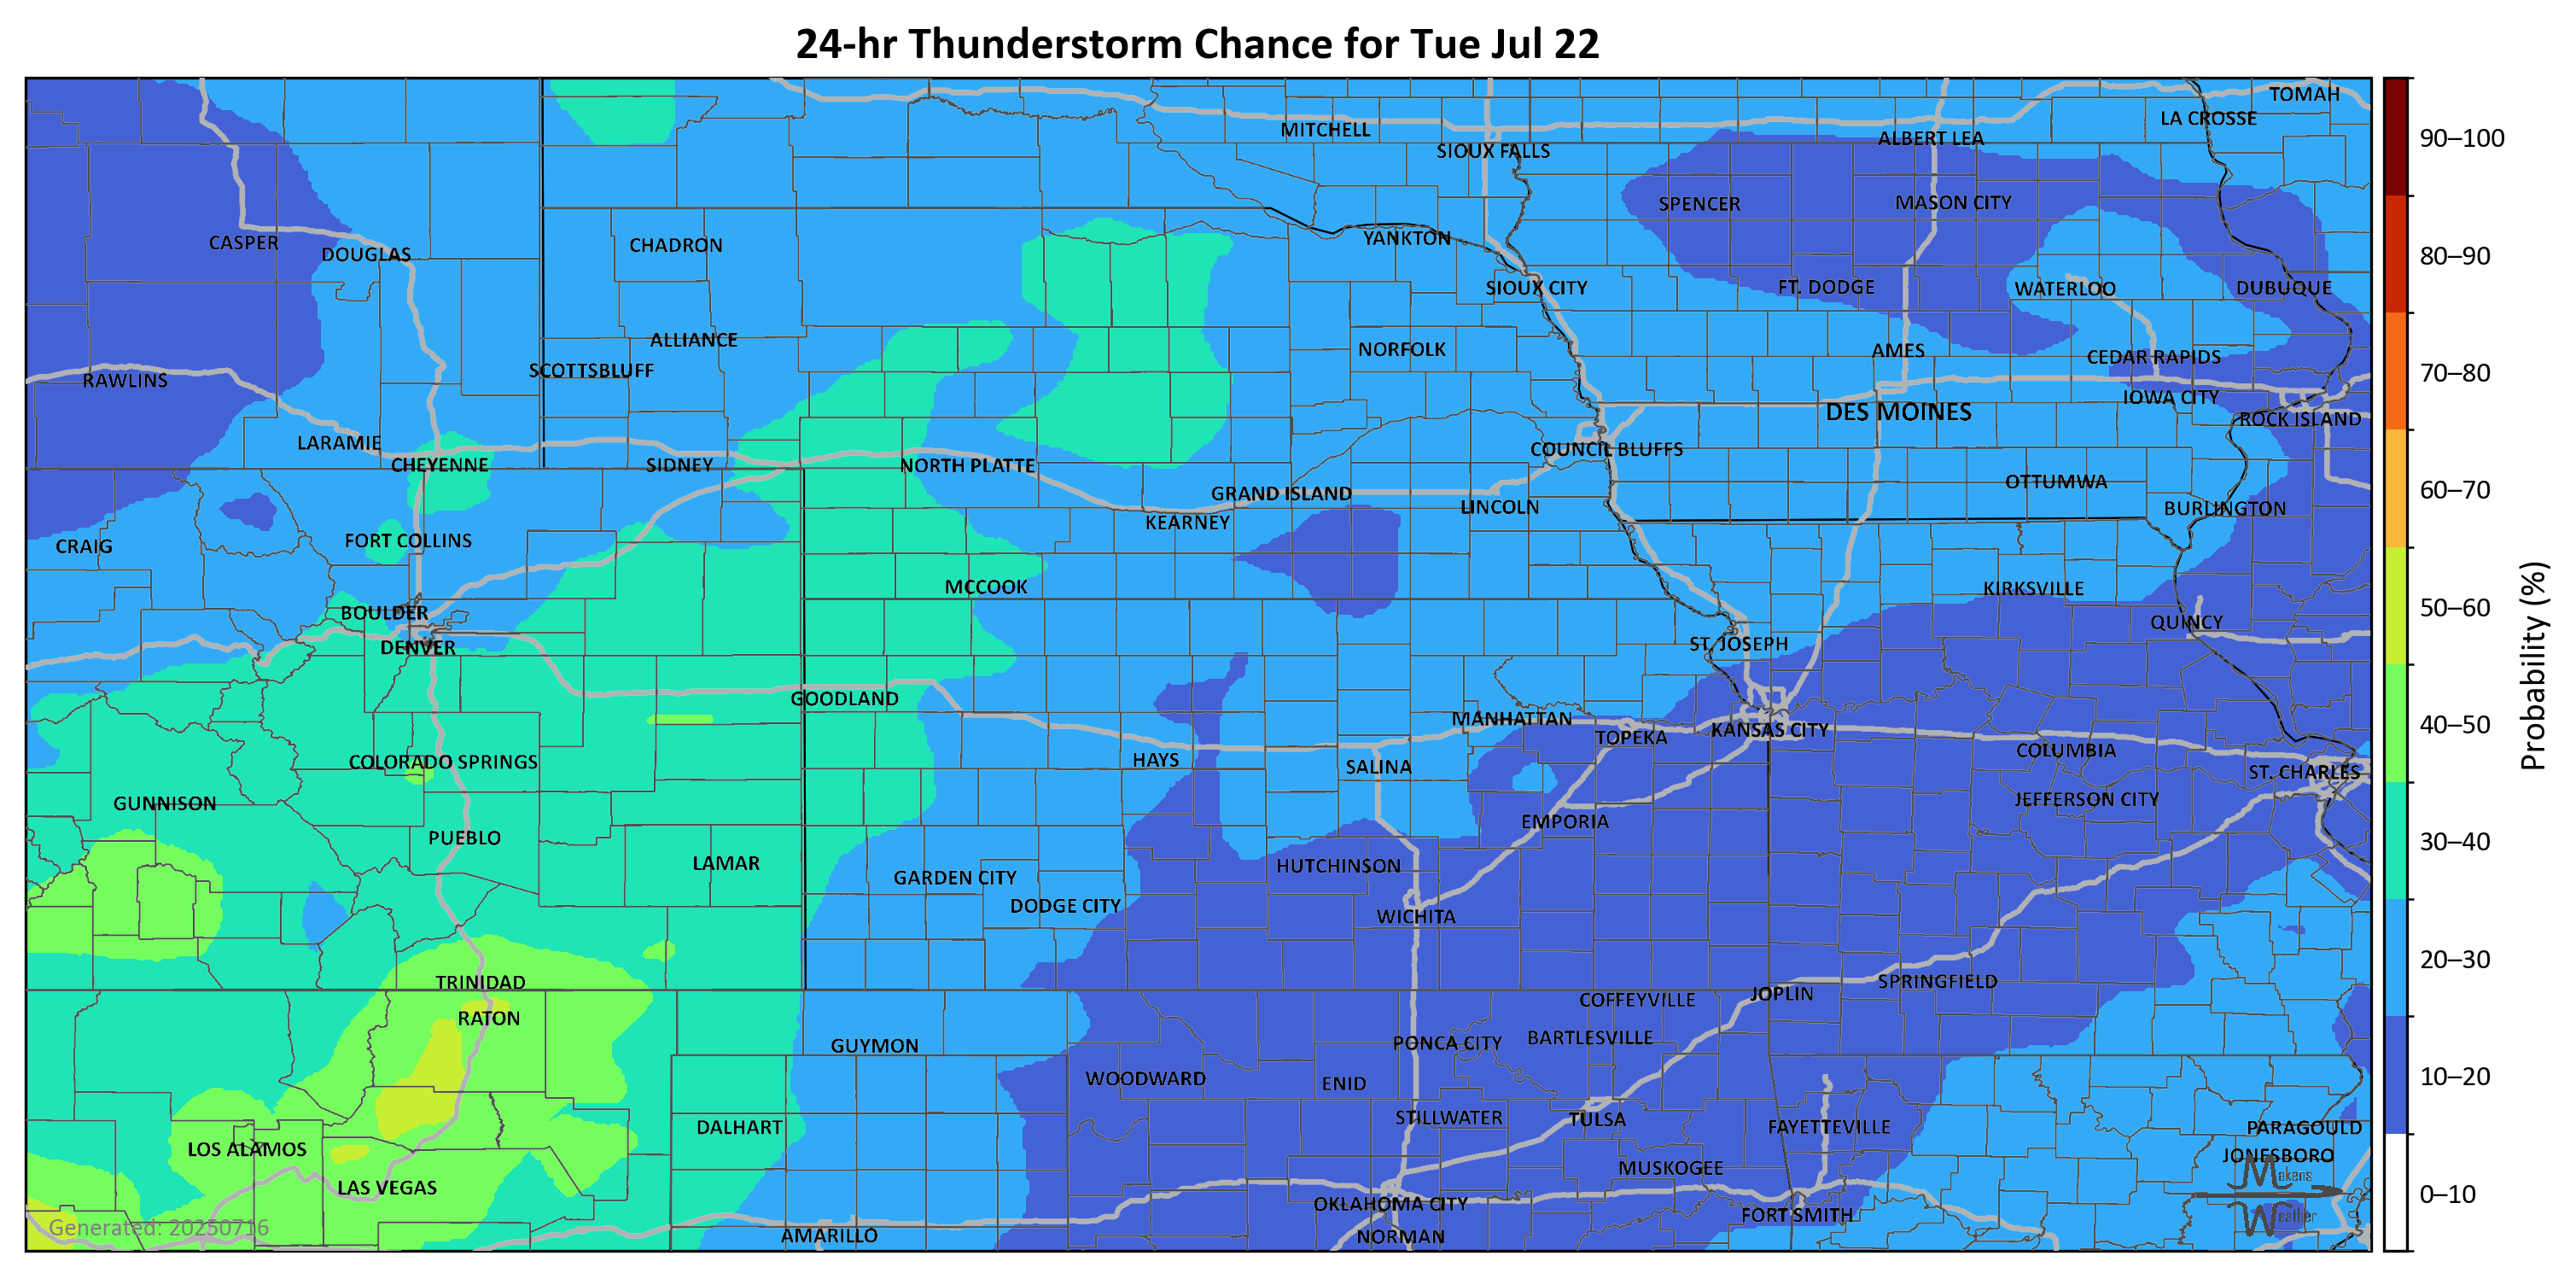 24-hr Thunderstorm Chance for Tue Jul 22
TOMAH
LA CROSSE
MITCHELL
ALBERT LEA
SIOUX FALLS
SPENCER
MASON CITY
CASPER
DOUGLAS
CHADRON
YANKTON
SIOUX CITY
FT. DODGE
WATERLOO
DUBUQUE
ALLIANCE
NORFOLK
AMES
CEDAR RAPIDS
SCOTTSBLUFF
RAWLINS
IOWA CITY
DES MOINES
ROCK ISLAND
LARAMIE
COUNCIL BLUFFS
CHEYENNE
SIDNEY
NORTH PLATTE
OTTUMWA
GRAND ISLAND
LINCOLN
BURLINGTON
KEARNEY
CRAIG
FORT COLLINS
MCCOOK
KIRKSVILLE
BOULDER
QUINCY
DENVER
ST. JOSEPH
GOODLAND
MANHATTAN
KANSAS CITY
TOPEKA
COLUMBIA
COLORADO SPRINGS
HAYS
SALINA
ST. CHARLES
GUNNISON
JEFFERSON CITY
EMPORIA
PUEBLO
LAMAR
HUTCHINSON
GARDEN CITY
DODGE CITY
WICHITA
TRINIDAD
SPRINGFIELD
JOPLIN
COFFEYVILLE
RATON
BARTLESVILLE
GUYMON
PONCA CITY
WOODWARD
ENID
STILLWATER
TULSA
DALHART
FAYETTEVILLE
PARAGOULD
LOS ALAMOS
JONESBORO
MUSKOGEE
LAS VEGAS
OKLAHOMA CITY
FORT SMITH
AMARILLO
NORMAN
Generated: 20250716
Makens
Weather
90–100
80–90
70–80
60–70
50–60
40–50
30–40
20–30
10–20
0–10
Probability (%)